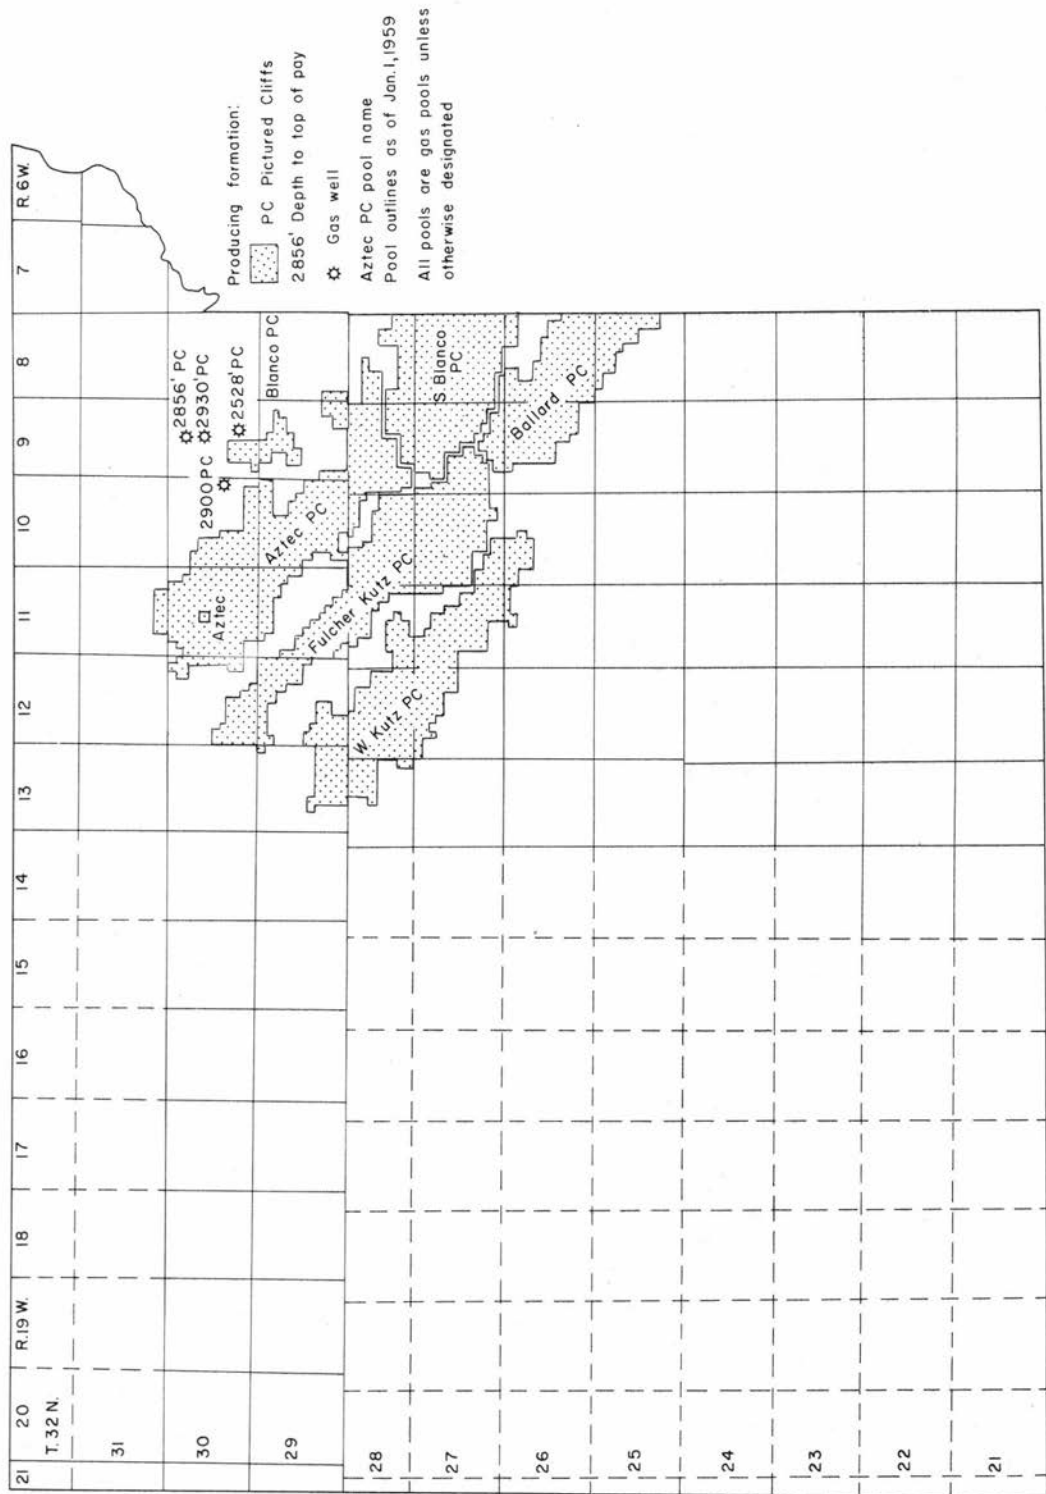 21 20 R.19 W. 18 17 16 15 14 13 12 11 10 9 8 7 R.6W.
T. 32 N.
31
30
29
28
27
26
25
24
23
22
21
2856' PC
2930' PC
2900 PC
2528' PC
Blanco PC
Aztec
Aztec PC
Fulcher Kutz PC
W Kutz PC
S. Blanco
PC
Ballard PC
Producing formation:
PC Pictured Cliffs
2856' Depth to top of pay
Gas well
Aztec PC pool name
Pool outlines as of Jan.1,1959
All pools are gas pools unless
otherwise designated